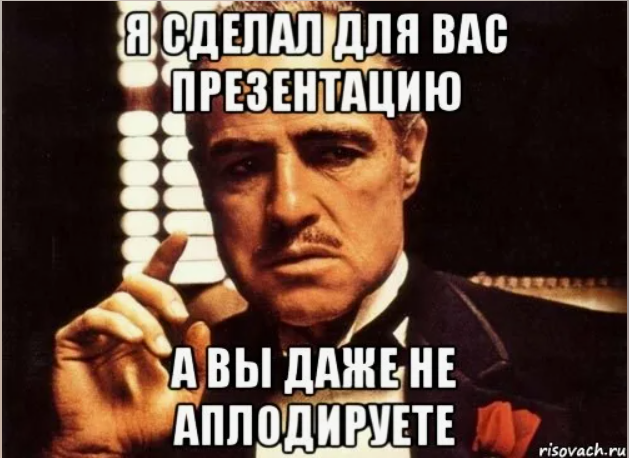 Я СДЕЛАЛ ДЛЯ ВАС
ПРЕЗЕНТАЦИЮ
А ВЫ ДАЖЕ НЕ
АПЛОДИРУЕТЕ
risovach.ru